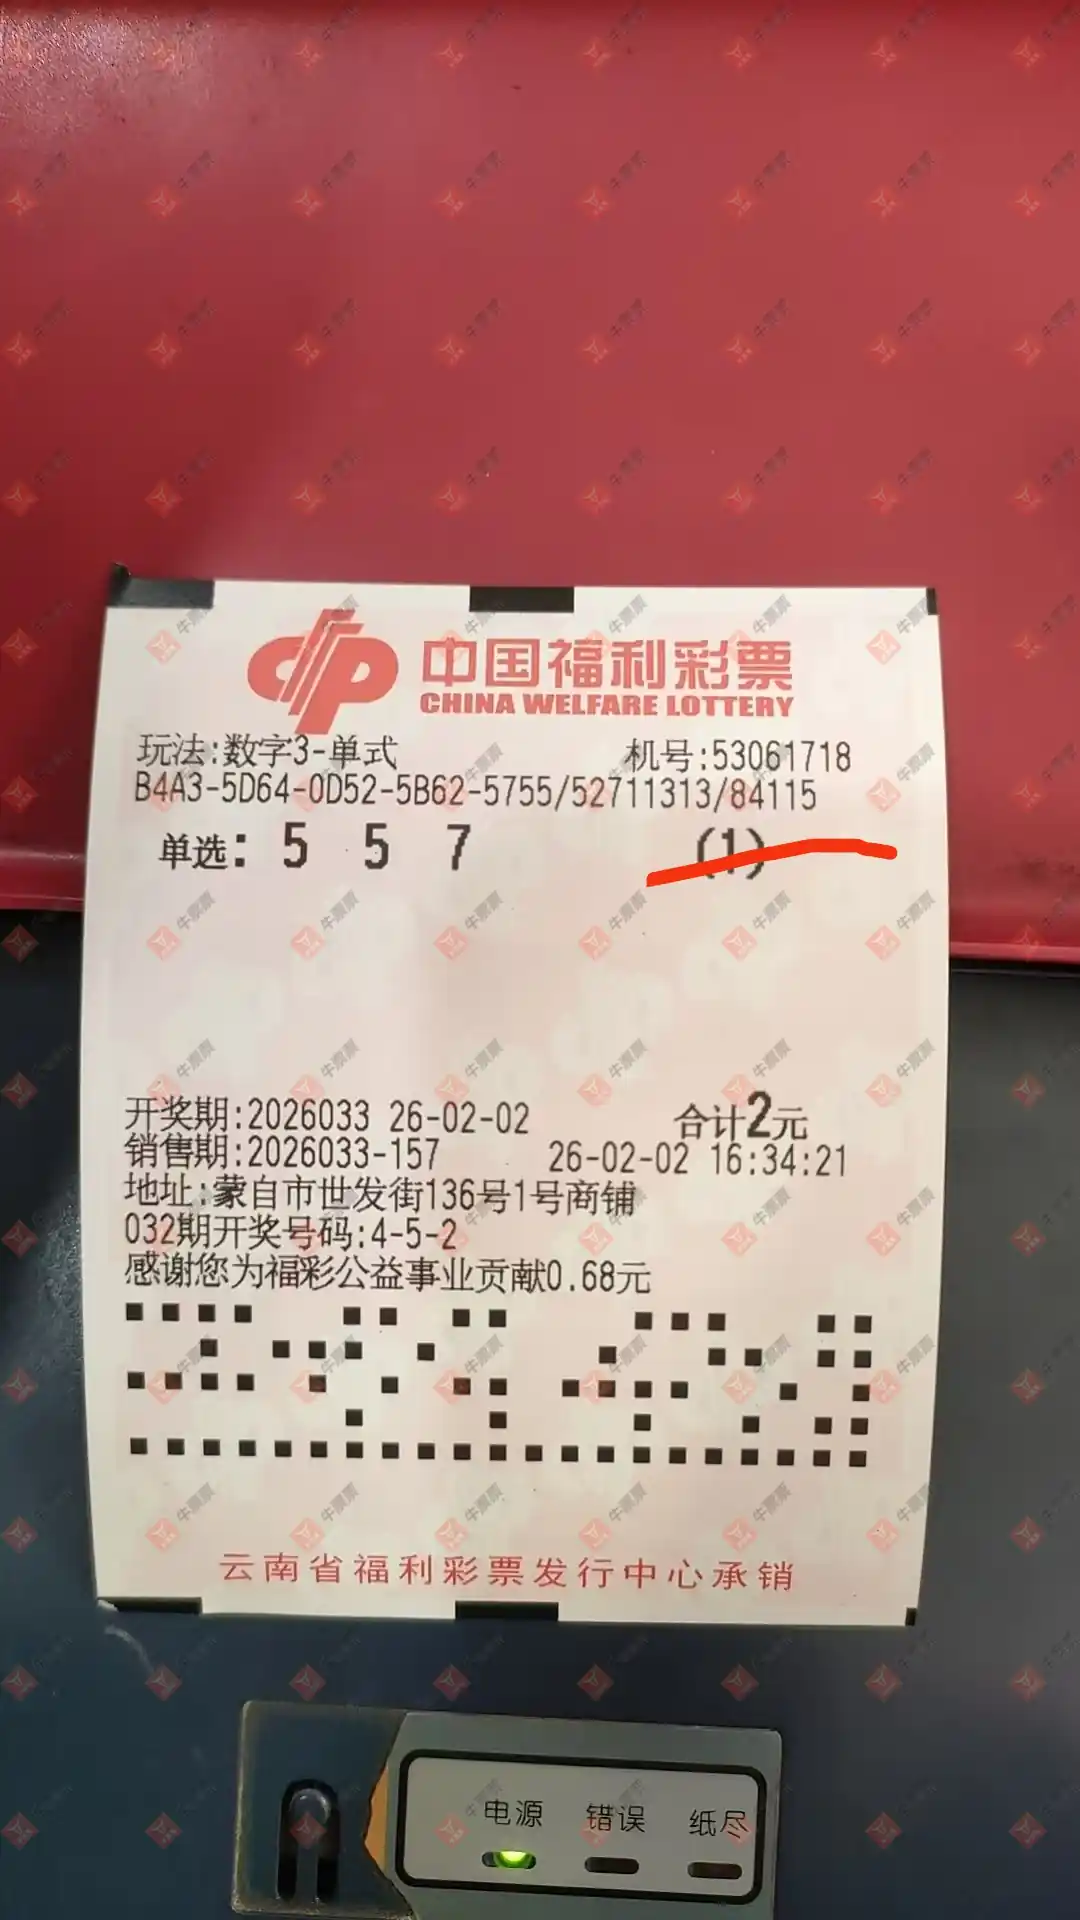 中国福利彩票
CHINA WELFARE LOTTERY
玩法:数字3-单式 机号:53061718
B4A3-5D64-0D52-5B62-5755/52711313/84115
单选: 5 5 7 (1)
开奖期:2026033 26-02-02 合计2元
销售期:2026033-157 26-02-02 16:34:21
地址:蒙自市世发街136号1号商铺
032期开奖号码:4-5-2
感谢您为福彩公益事业贡献0.68元
云南省福利彩票发行中心承销
电源 错误 纸尽
牛票票